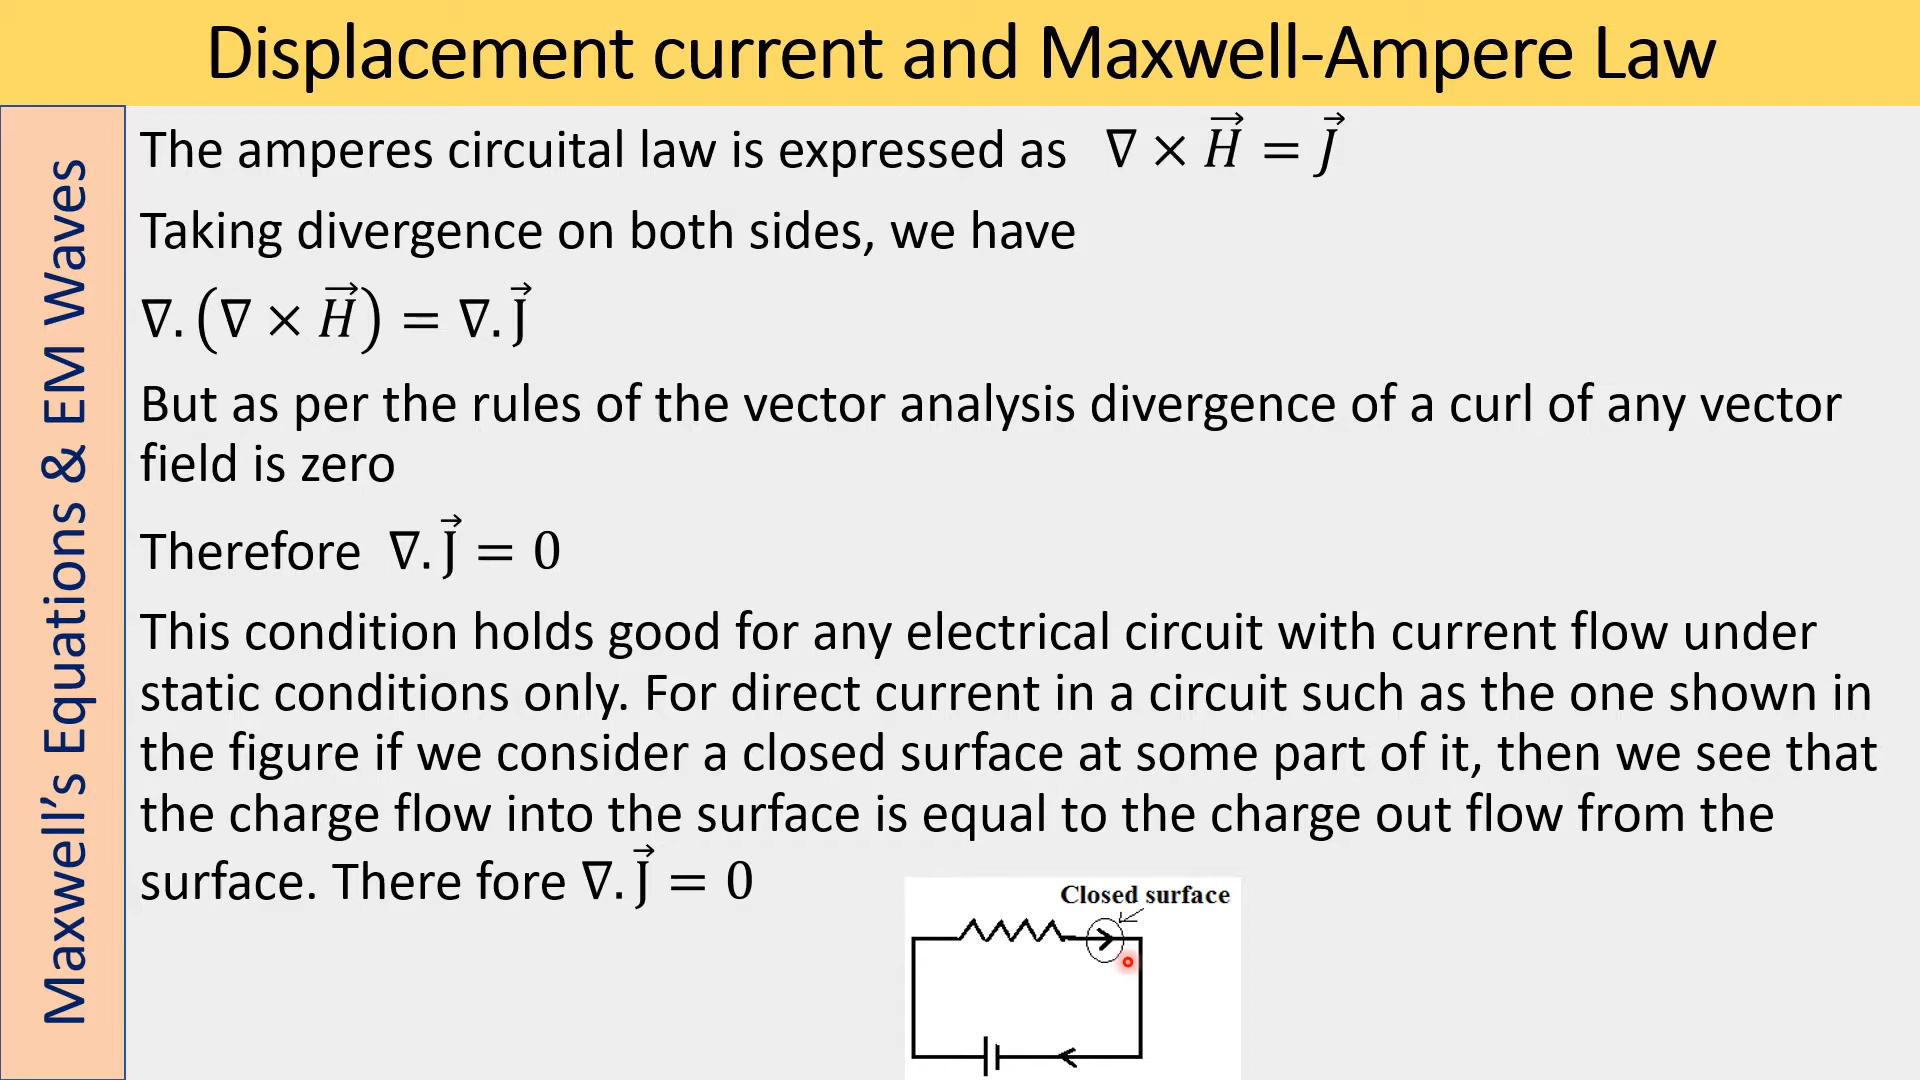 Displacement current and Maxwell-Ampere Law
Maxwell's Equations & EM Waves
The amperes circuital law is expressed as ∇ × H⃗ = J⃗
Taking divergence on both sides, we have
∇. (∇ × H⃗) = ∇. J⃗
But as per the rules of the vector analysis divergence of a curl of any vector
field is zero
Therefore ∇. J⃗ = 0
This condition holds good for any electrical circuit with current flow under
static conditions only. For direct current in a circuit such as the one shown in
the figure if we consider a closed surface at some part of it, then we see that
the charge flow into the surface is equal to the charge out flow from the
surface. There fore ∇. J⃗ = 0
Closed surface